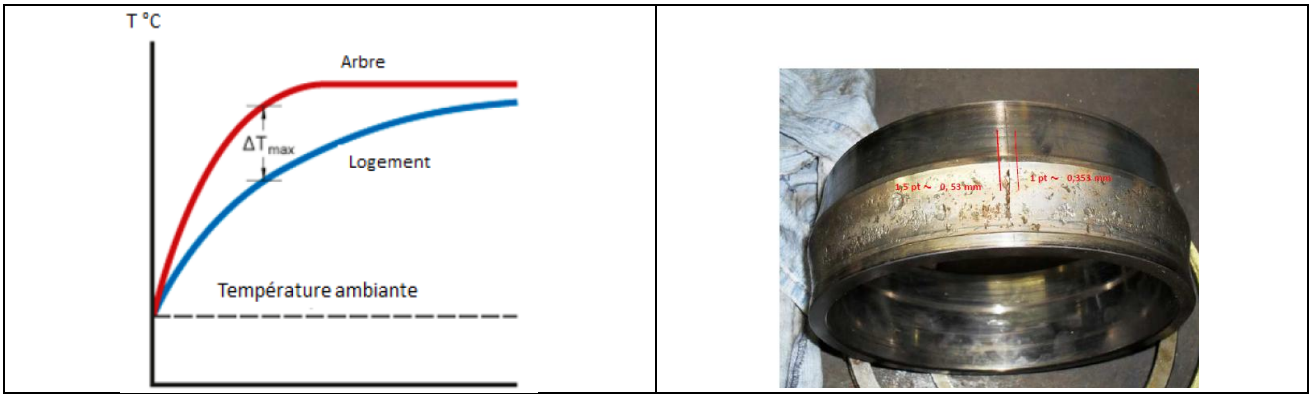 T °C
Arbre
ΔTmax
Logement
Température ambiante
1,5 pt ~ 0, 53 mm
1 pt ~ 0,353 mm